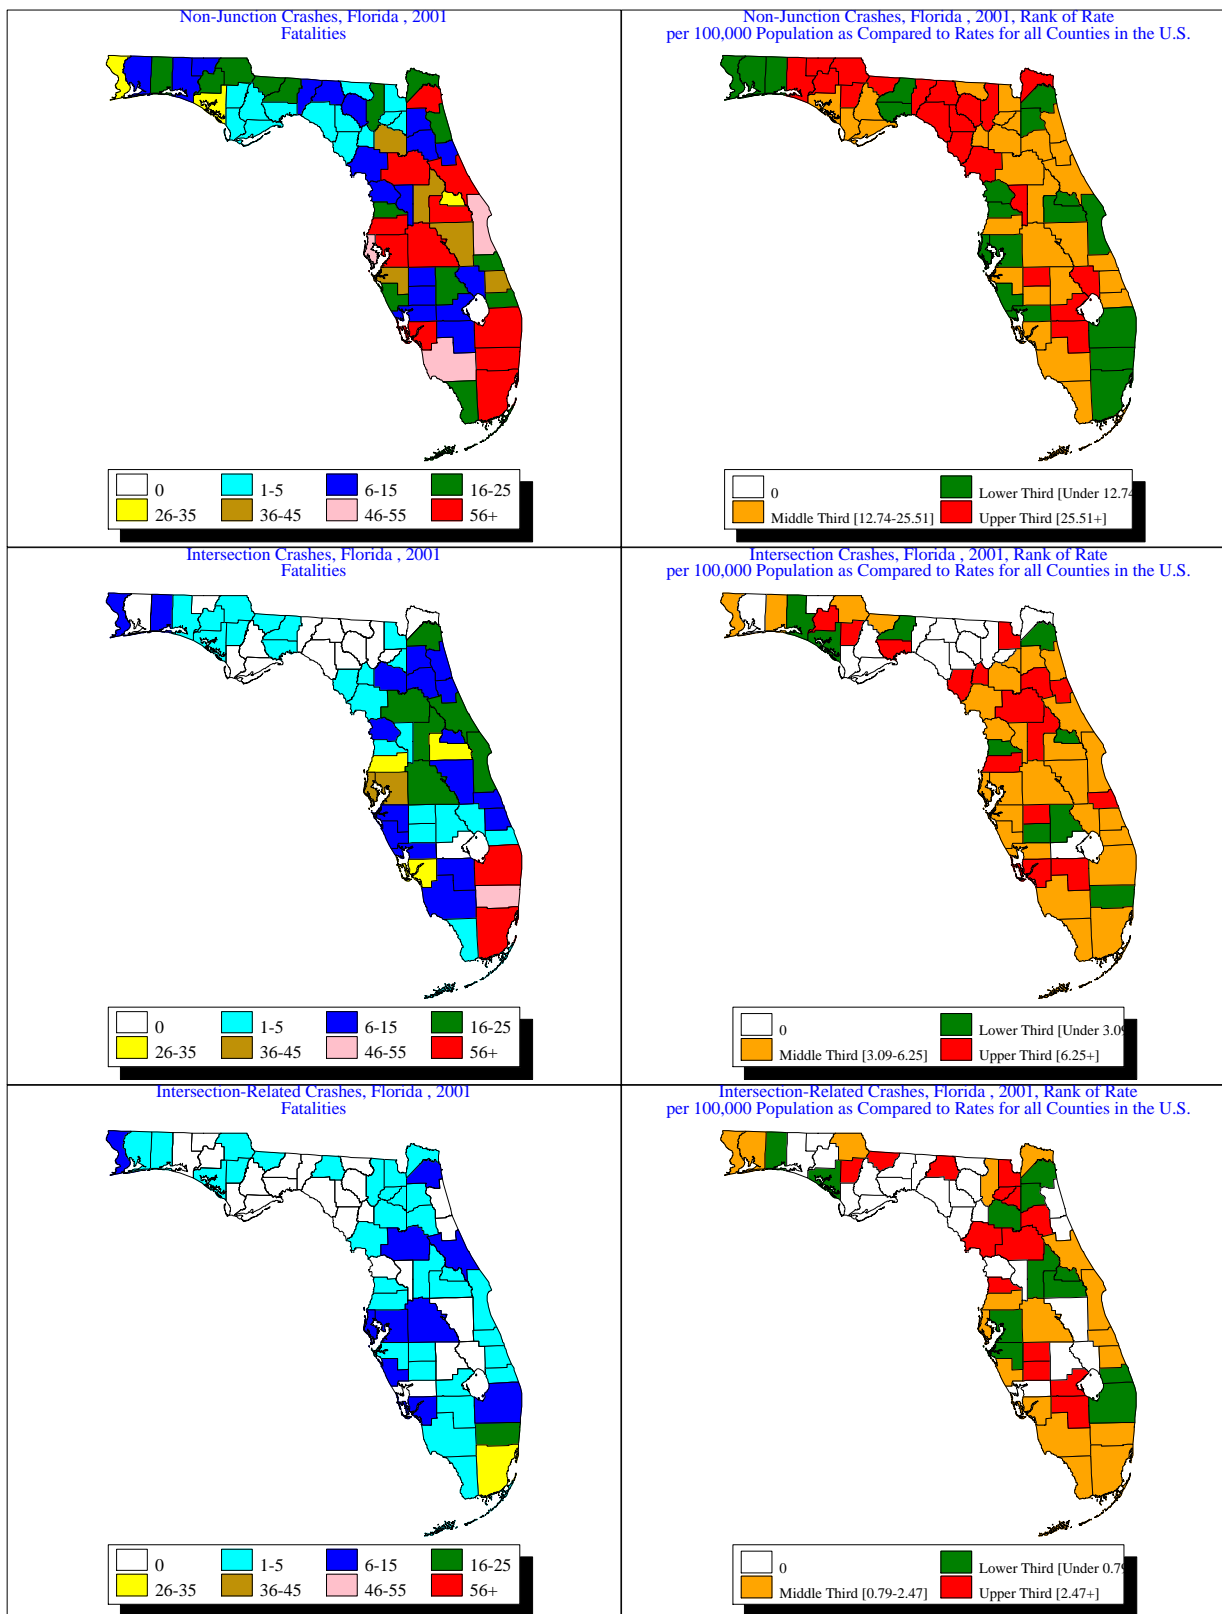 Non-Junction Crashes, Florida , 2001
Fatalities
0
1-5
6-15
16-25
26-35
36-45
46-55
56+
Non-Junction Crashes, Florida , 2001, Rank of Rate
per 100,000 Population as Compared to Rates for all Counties in the U.S.
0
Lower Third [Under 12.74
Middle Third [12.74-25.51]
Upper Third [25.51+]
Intersection Crashes, Florida , 2001
Fatalities
0
1-5
6-15
16-25
26-35
36-45
46-55
56+
Intersection Crashes, Florida , 2001, Rank of Rate
per 100,000 Population as Compared to Rates for all Counties in the U.S.
0
Lower Third [Under 3.09
Middle Third [3.09-6.25]
Upper Third [6.25+]
Intersection-Related Crashes, Florida , 2001
Fatalities
0
1-5
6-15
16-25
26-35
36-45
46-55
56+
Intersection-Related Crashes, Florida , 2001, Rank of Rate
per 100,000 Population as Compared to Rates for all Counties in the U.S.
0
Lower Third [Under 0.79
Middle Third [0.79-2.47]
Upper Third [2.47+]